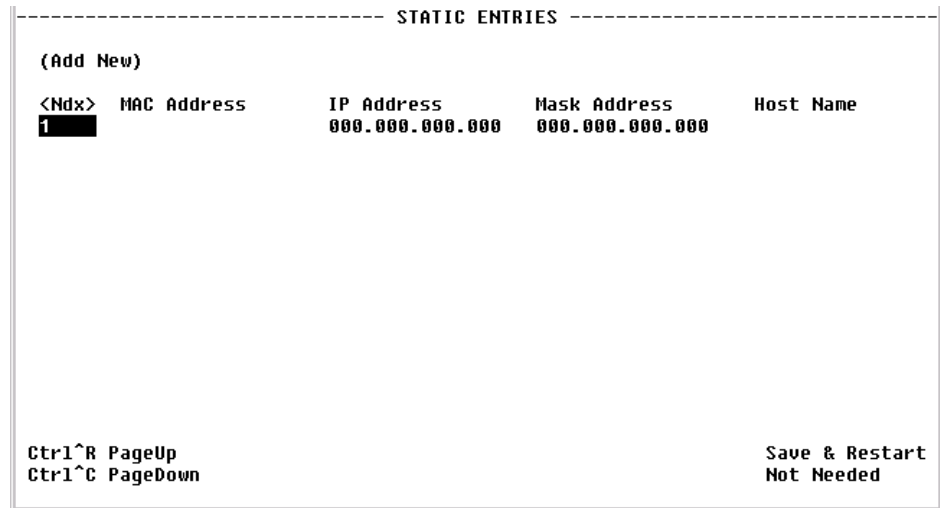 -------------------------------- STATIC ENTRIES --------------------------------
(Add New)
<Ndx> MAC Address IP Address Mask Address Host Name
1 000.000.000.000 000.000.000.000
Ctrl^R PageUp Save & Restart
Ctrl^C PageDown Not Needed